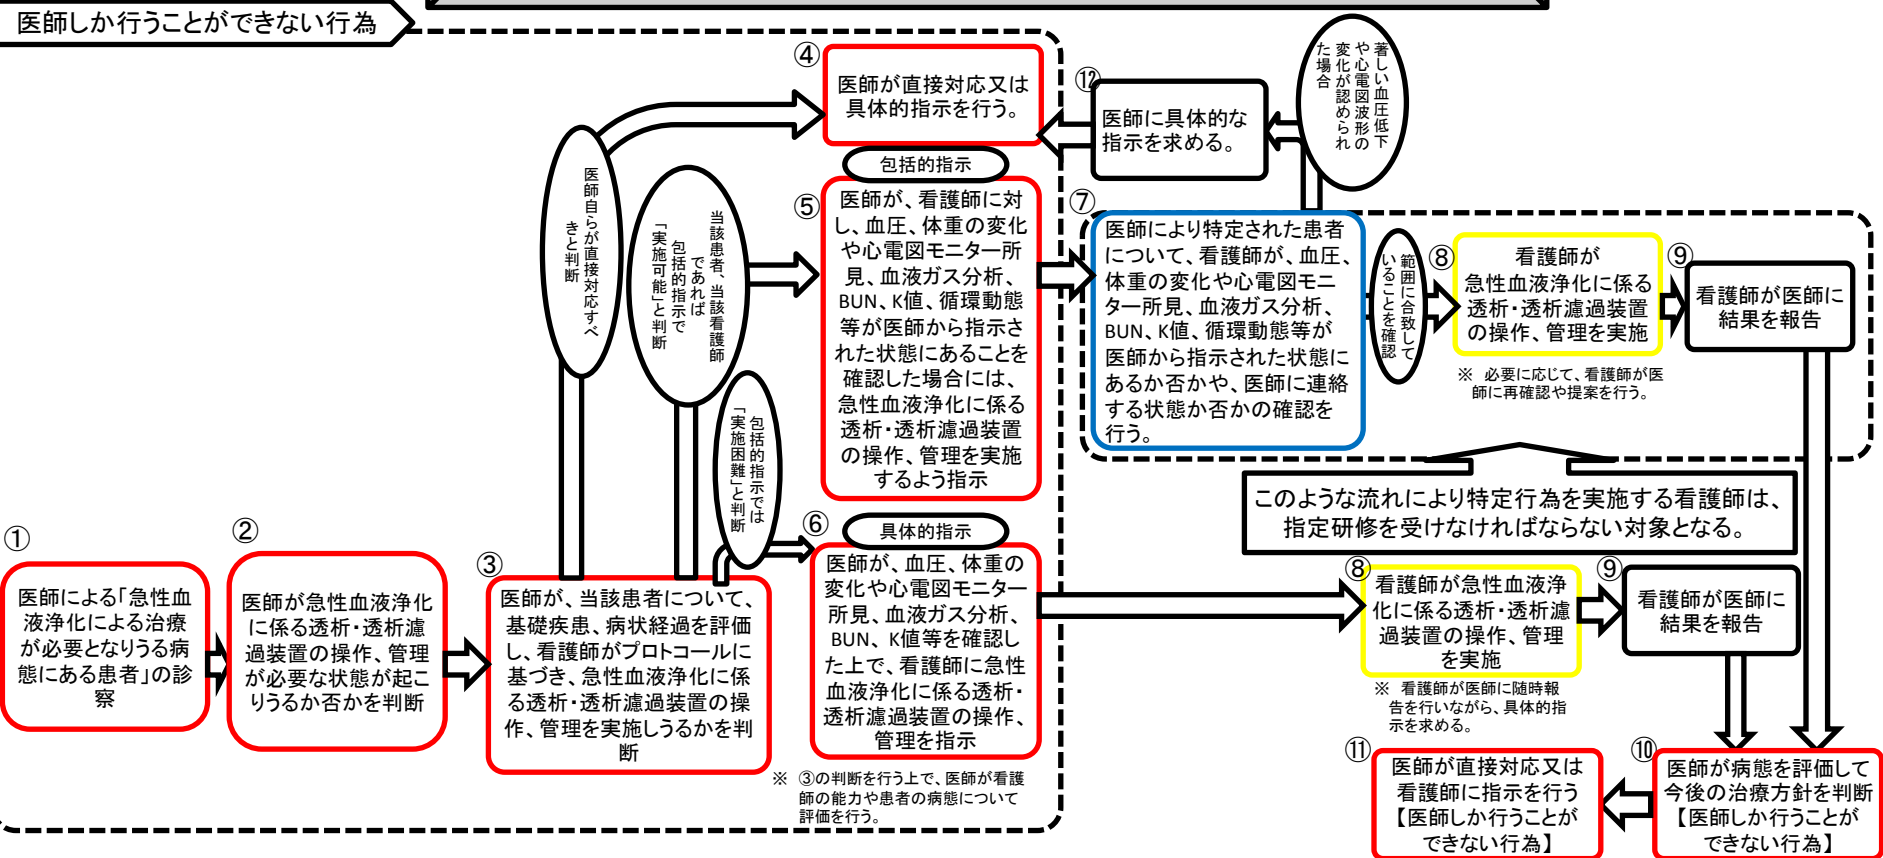 医師しか行うことができない行為
①
医師による「急性血
液浄化による治療
が必要となりうる病
態にある患者」の診
察
②
医師が急性血液浄化
に係る透析・透析濾
過装置の操作、管理
が必要な状態が起こ
りうるか否かを判断
③
医師が、当該患者について、
基礎疾患、病状経過を評価
し、看護師がプロトコールに
基づき、急性血液浄化に係
る透析・透析濾過装置の操
作、管理を実施しうるかを判
断
医師自らが直接対応すべ
きと判断
当該患者、当該看護師
であれば
包括的指示で
「実施可能」と判断
包括的指示では
「実施困難」と判断
④
医師が直接対応又は
具体的指示を行う。
包括的指示
⑤
医師が、看護師に対
し、血圧、体重の変化
や心電図モニター所
見、血液ガス分析、
BUN、K値、循環動態
等が医師から指示さ
れた状態にあることを
確認した場合には、
急性血液浄化に係る
透析・透析濾過装置
の操作、管理を実施
するよう指示
⑥
具体的指示
医師が、血圧、体重の
変化や心電図モニター
所見、血液ガス分析、
BUN、K値等を確認し
た上で、看護師に急性
血液浄化に係る透析・
透析濾過装置の操作、
管理を指示
※ ③の判断を行う上で、医師が看護
師の能力や患者の病態について
評価を行う。
⑦
医師により特定された患者
について、看護師が、血圧、
体重の変化や心電図モニ
ター所見、血液ガス分析、
BUN、K値、循環動態等が
医師から指示された状態に
あるか否かや、医師に連絡
する状態か否かの確認を
行う。
著しい血圧低下
や心電図波形の
変化が認められ
た場合
⑫
医師に具体的な
指示を求める。
範囲に合致して
いることを確認
⑧
看護師が
急性血液浄化に係る
透析・透析濾過装置
の操作、管理を実施
※ 必要に応じて、看護師が医
師に再確認や提案を行う。
⑨
看護師が医師に
結果を報告
このような流れにより特定行為を実施する看護師は、
指定研修を受けなければならない対象となる。
⑧
看護師が急性血液浄
化に係る透析・透析濾
過装置の操作、管理
を実施
※ 看護師が医師に随時報
告を行いながら、具体的指
示を求める。
⑨
看護師が医師に
結果を報告
⑩
医師が病態を評価して
今後の治療方針を判断
【医師しか行うことが
できない行為】
⑪
医師が直接対応又は
看護師に指示を行う
【医師しか行うことが
できない行為】